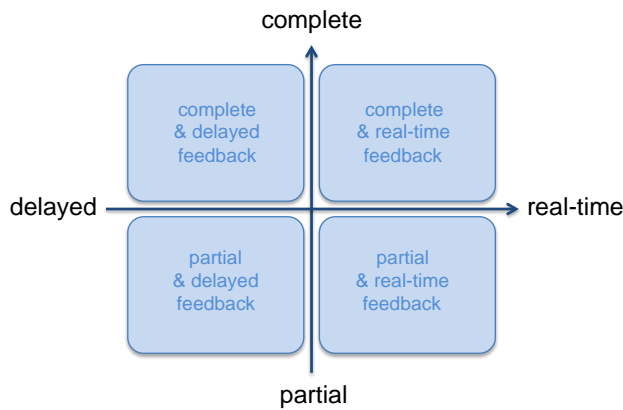 complete
complete
& delayed
feedback
complete
& real-time
feedback
delayed
real-time
partial
& delayed
feedback
partial
& real-time
feedback
partial